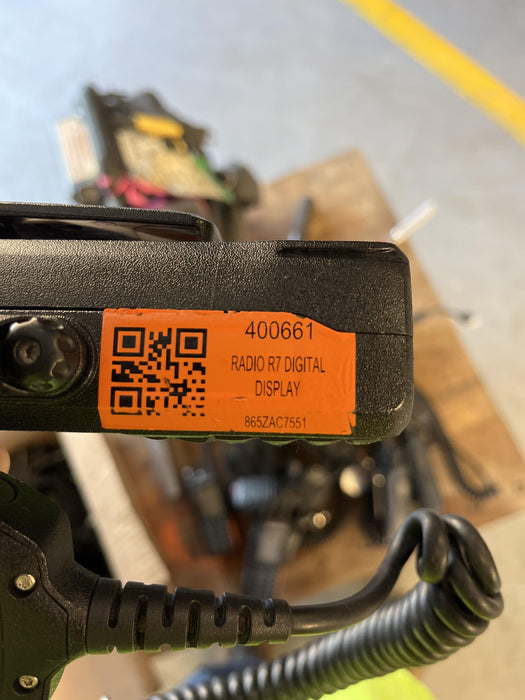 400661
RADIO R7 DIGITAL
DISPLAY
865ZAC7551